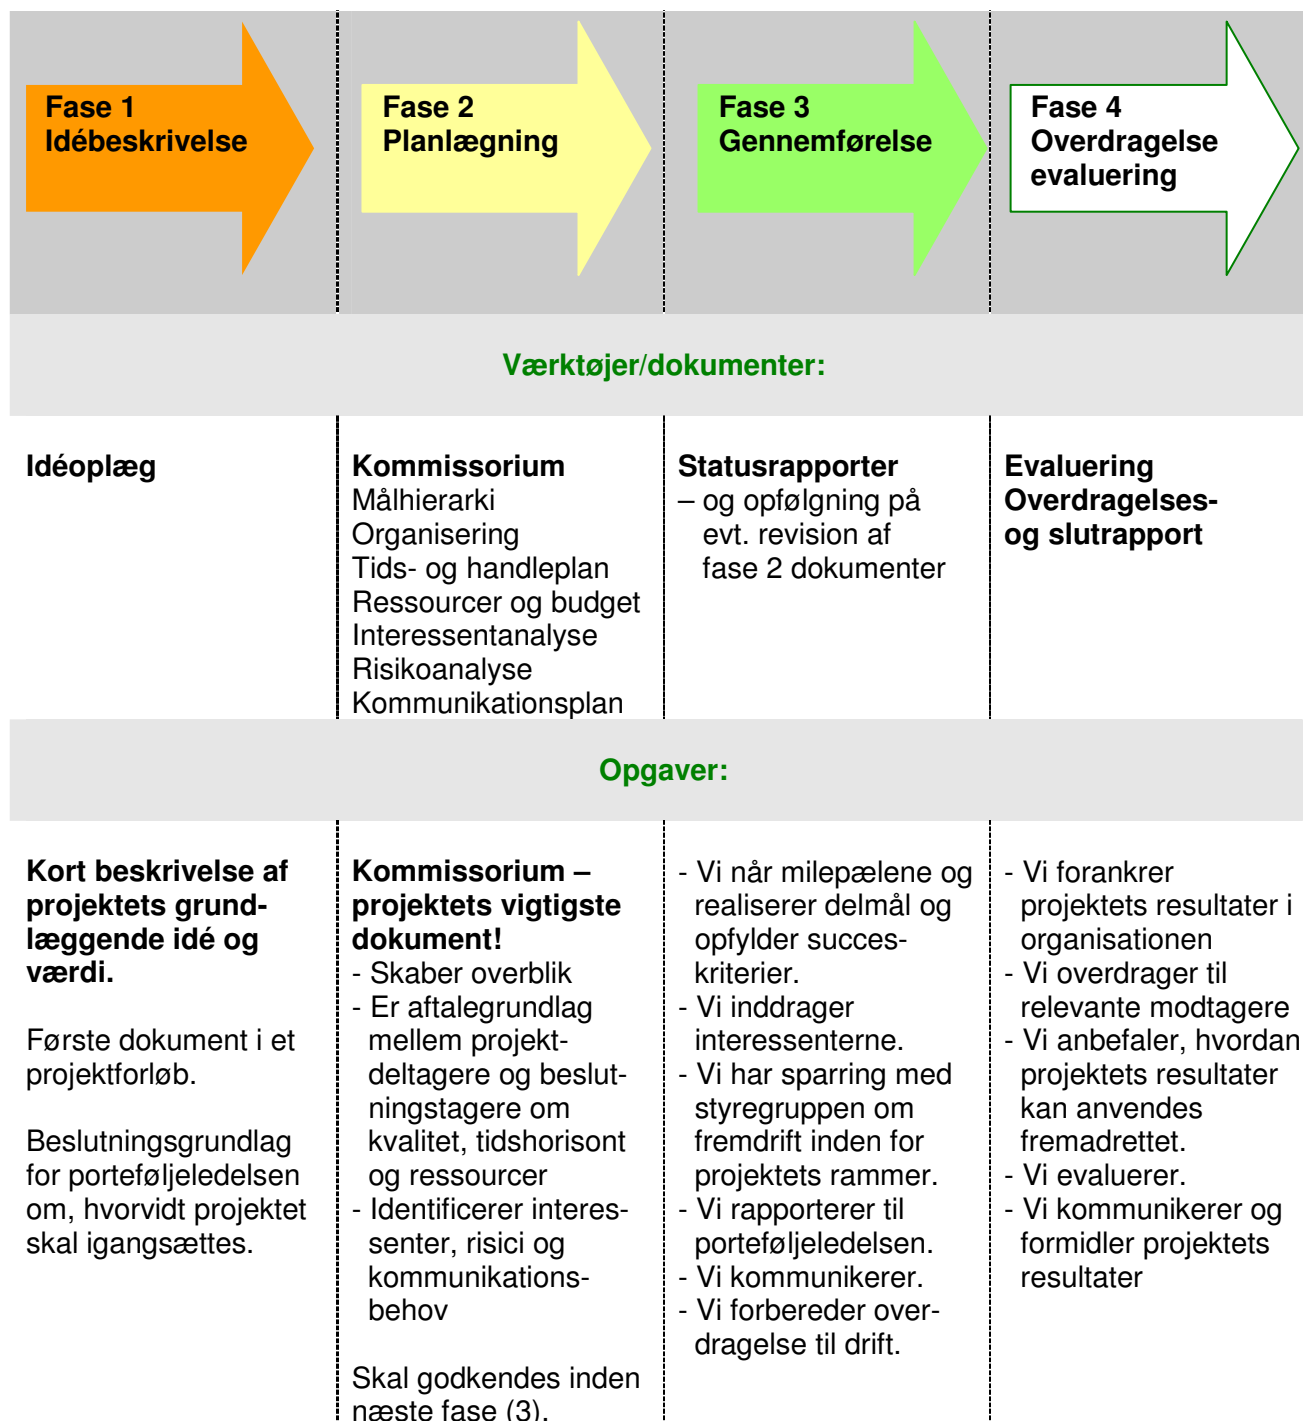 Fase 1
Idébeskrivelse
Fase 2
Planlægning
Fase 3
Gennemførelse
Fase 4
Overdragelse
evaluering
Værktøjer/dokumenter:
Idéoplæg
Kommissorium
Målhierarki
Organisering
Tids- og handleplan
Ressourcer og budget
Interessentanalyse
Risikoanalyse
Kommunikationsplan
Statusrapporter
– og opfølgning på
evt. revision af
fase 2 dokumenter
Evaluering
Overdragelses-
og slutrapport
Opgaver:
Kort beskrivelse af
projektets grund-
læggende idé og
værdi.
Første dokument i et
projektforløb.
Beslutningsgrundlag
for porteføljeledelsen
om, hvorvidt projektet
skal igangsættes.
Kommissorium –
projektets vigtigste
dokument!
- Skaber overblik
- Er aftalegrundlag
mellem projekt-
deltagere og beslut-
ningstagere om
kvalitet, tidshorisont
og ressourcer
- Identificerer interes-
senter, risici og
kommunikations-
behov
Skal godkendes inden
næste fase (3).
- Vi når milepælene og
realiserer delmål og
opfylder succes-
kriterier.
- Vi inddrager
interessenterne.
- Vi har sparring med
styregruppen om
fremdrift inden for
projektets rammer.
- Vi rapporterer til
porteføljeledelsen.
- Vi kommunikerer.
- Vi forbereder over-
dragelse til drift.
- Vi forankrer
projektets resultater i
organisationen
- Vi overdrager til
relevante modtagere
- Vi anbefaler, hvordan
projektets resultater
kan anvendes
fremadrettet.
- Vi evaluerer.
- Vi kommunikerer og
formidler projektets
resultater